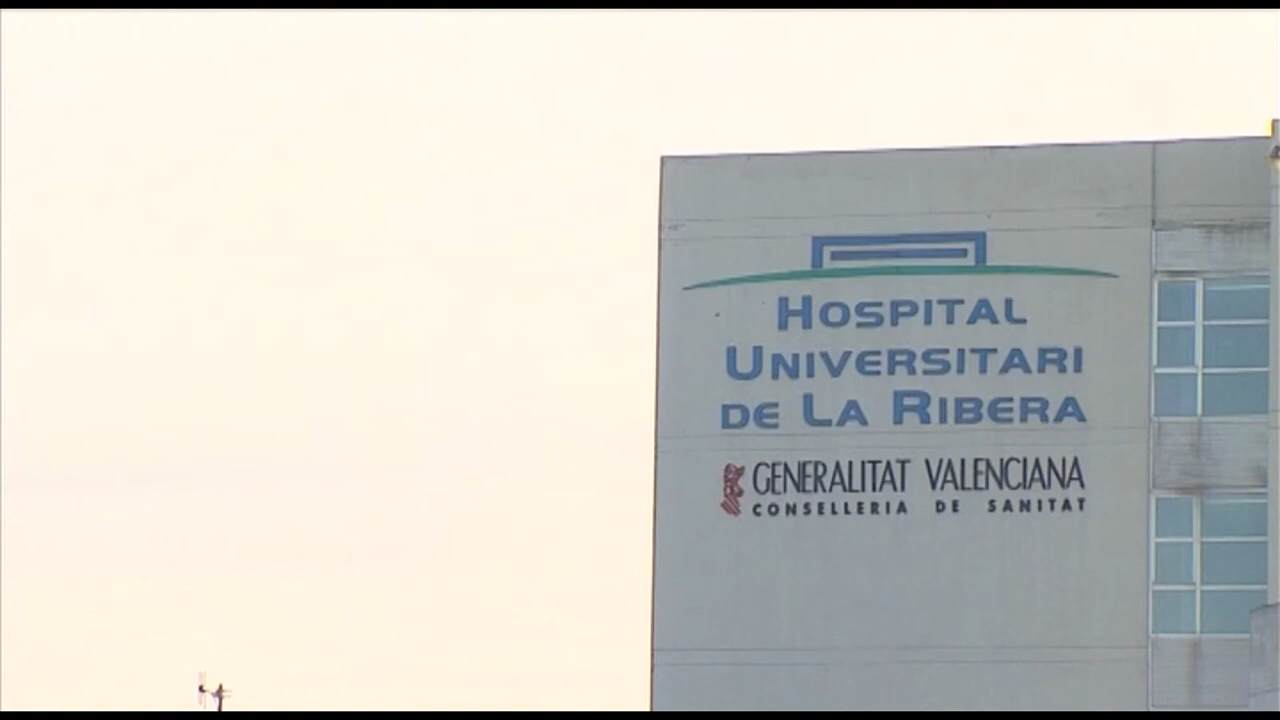 HOSPITAL
UNIVERSITARI
DE LA RIBERA
GENERALITAT VALENCIANA
CONSELLERIA DE SANITAT